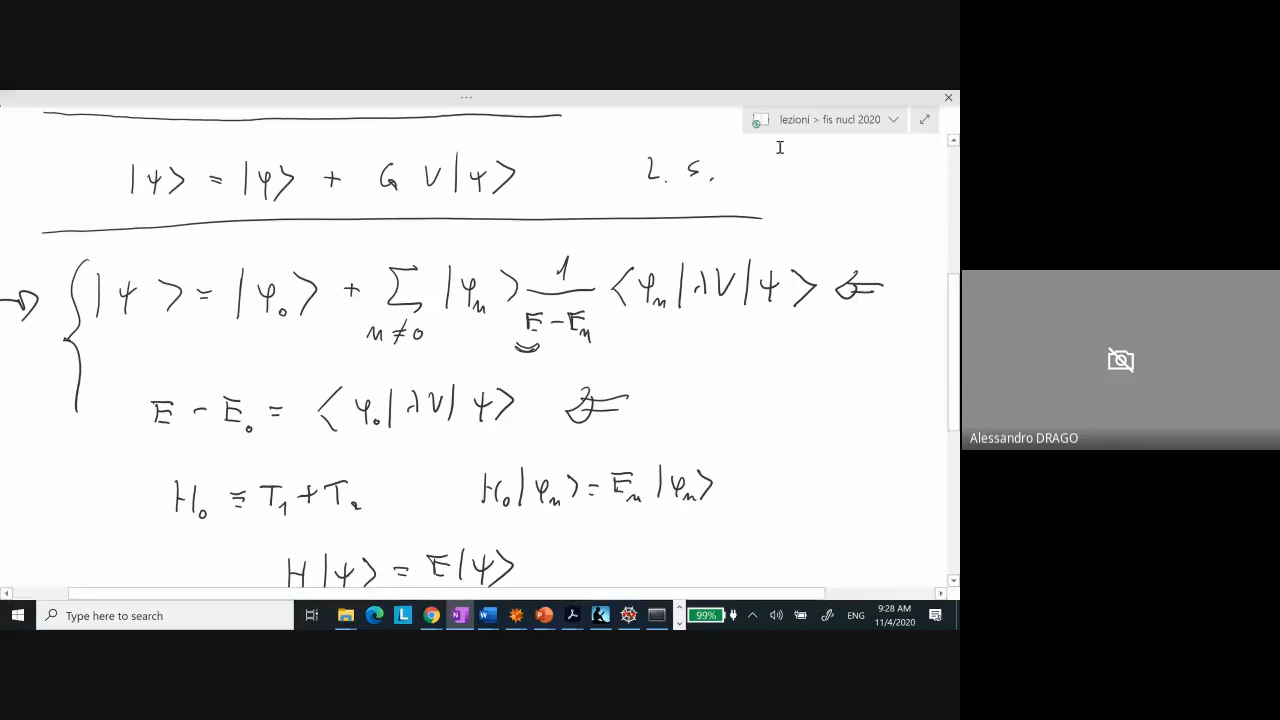 lezioni > fis nucl 2020
|ψ> = |φ> + G V|ψ> L. S.
|ψ> = |φ₀> + ∑_{n≠0} |φₙ> 1/(E - Eₙ) <φₙ|λV|ψ>
E - E₀ = <φ₀|λV|ψ>
H₀ ≡ T₁ + T₂ H₀|φₙ> = Eₙ|φₙ>
H|ψ> = E|ψ>
Alessandro DRAGO
Type here to search
99%
ENG
9:28 AM
11/4/2020